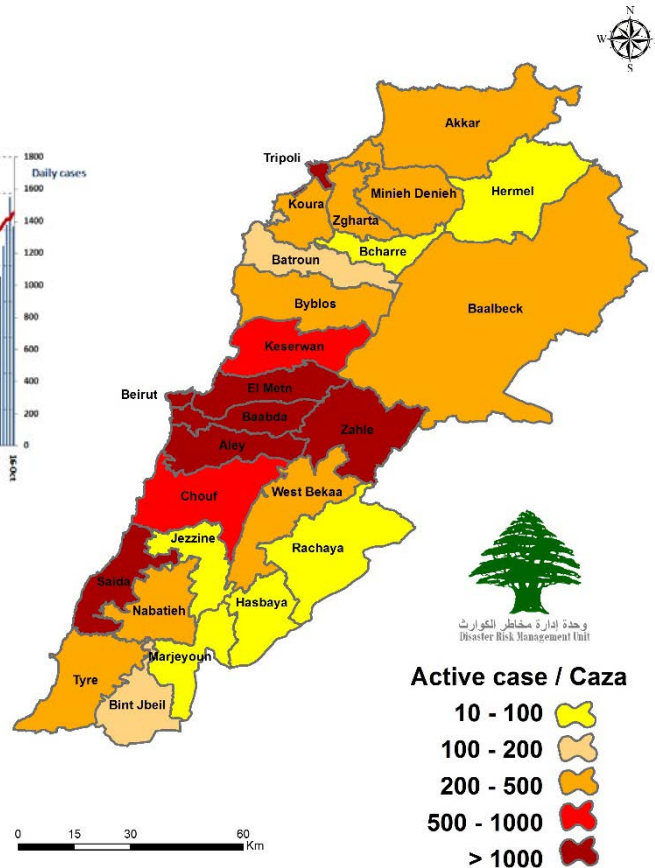 N
W
E
S
1800
1600
1400
1200
1000
800
600
400
200
0
Daily cases
16-Oct
Akkar
Tripoli
Minieh Denieh
Hermel
Koura
Zgharta
Bcharre
Batroun
Byblos
Baalbeck
Keserwan
El Metn
Beirut
Baabda
Zahle
Aley
Chouf
West Bekaa
Jezzine
Rachaya
Saida
Hasbaya
Nabatieh
Marjeyoun
Tyre
Bint Jbeil
وحدة إدارة مخاطر الكوارث
Disaster Risk Management Unit
Active case / Caza
10 - 100
100 - 200
200 - 500
500 - 1000
> 1000
0 15 30 60
Km